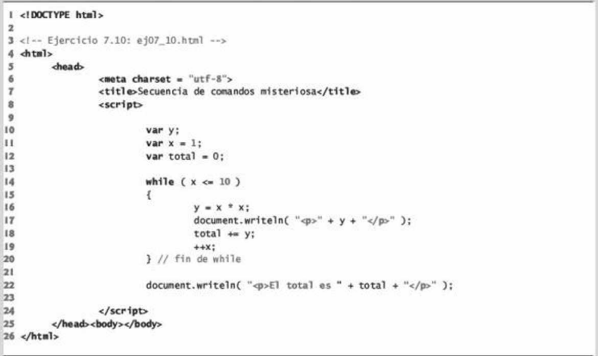 1 <!DOCTYPE html>
2
3 <!-- Ejercicio 7.10: ej07_10.html -->
4 <html>
5 <head>
6 <meta charset = "utf-8">
7 <title>Secuencia de comandos misteriosa</title>
8 <script>
9
10 var y;
11 var x = 1;
12 var total = 0;
13
14 while ( x <= 10 )
15 {
16 y = x * x;
17 document.writeln( "<p>" + y + "</p>" );
18 total += y;
19 ++x;
20 } // fin de while
21
22 document.writeln( "<p>El total es " + total + "</p>" );
23
24 </script>
25 </head><body></body>
26 </html>